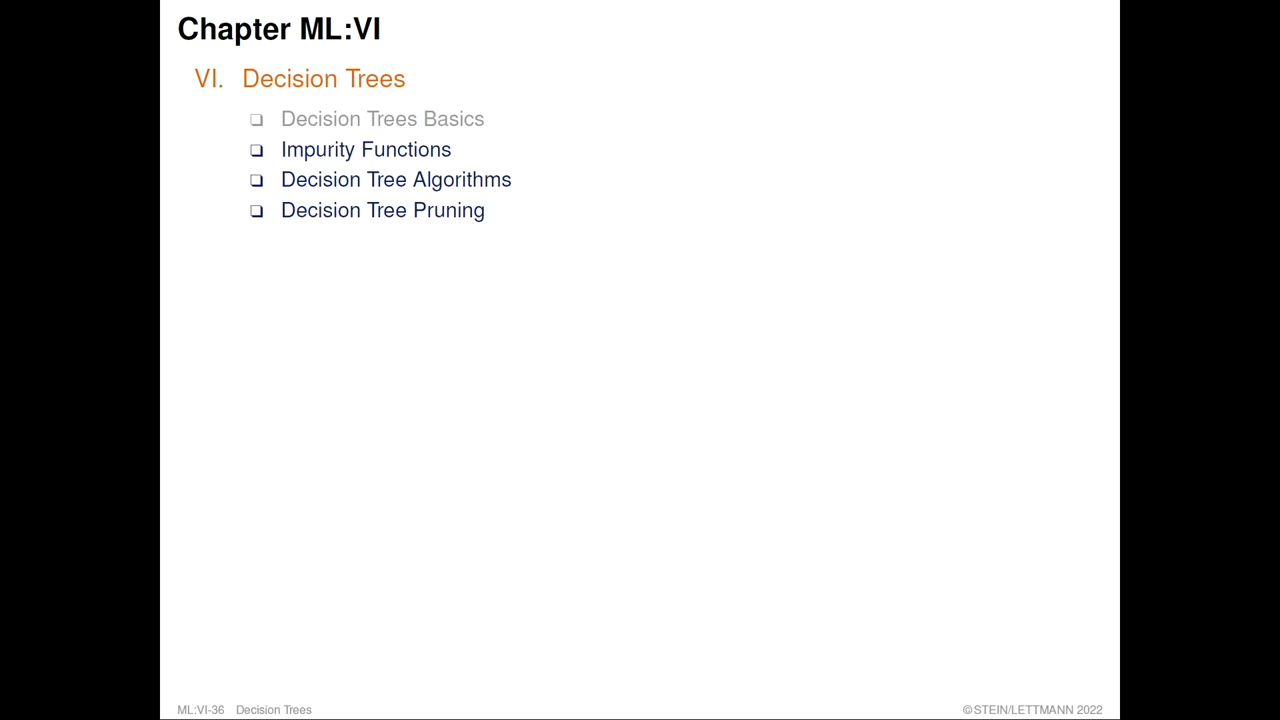 Chapter ML:VI
VI. Decision Trees
❏ Decision Trees Basics
❏ Impurity Functions
❏ Decision Tree Algorithms
❏ Decision Tree Pruning
ML:VI-36 Decision Trees
©STEIN/LETTMANN 2022